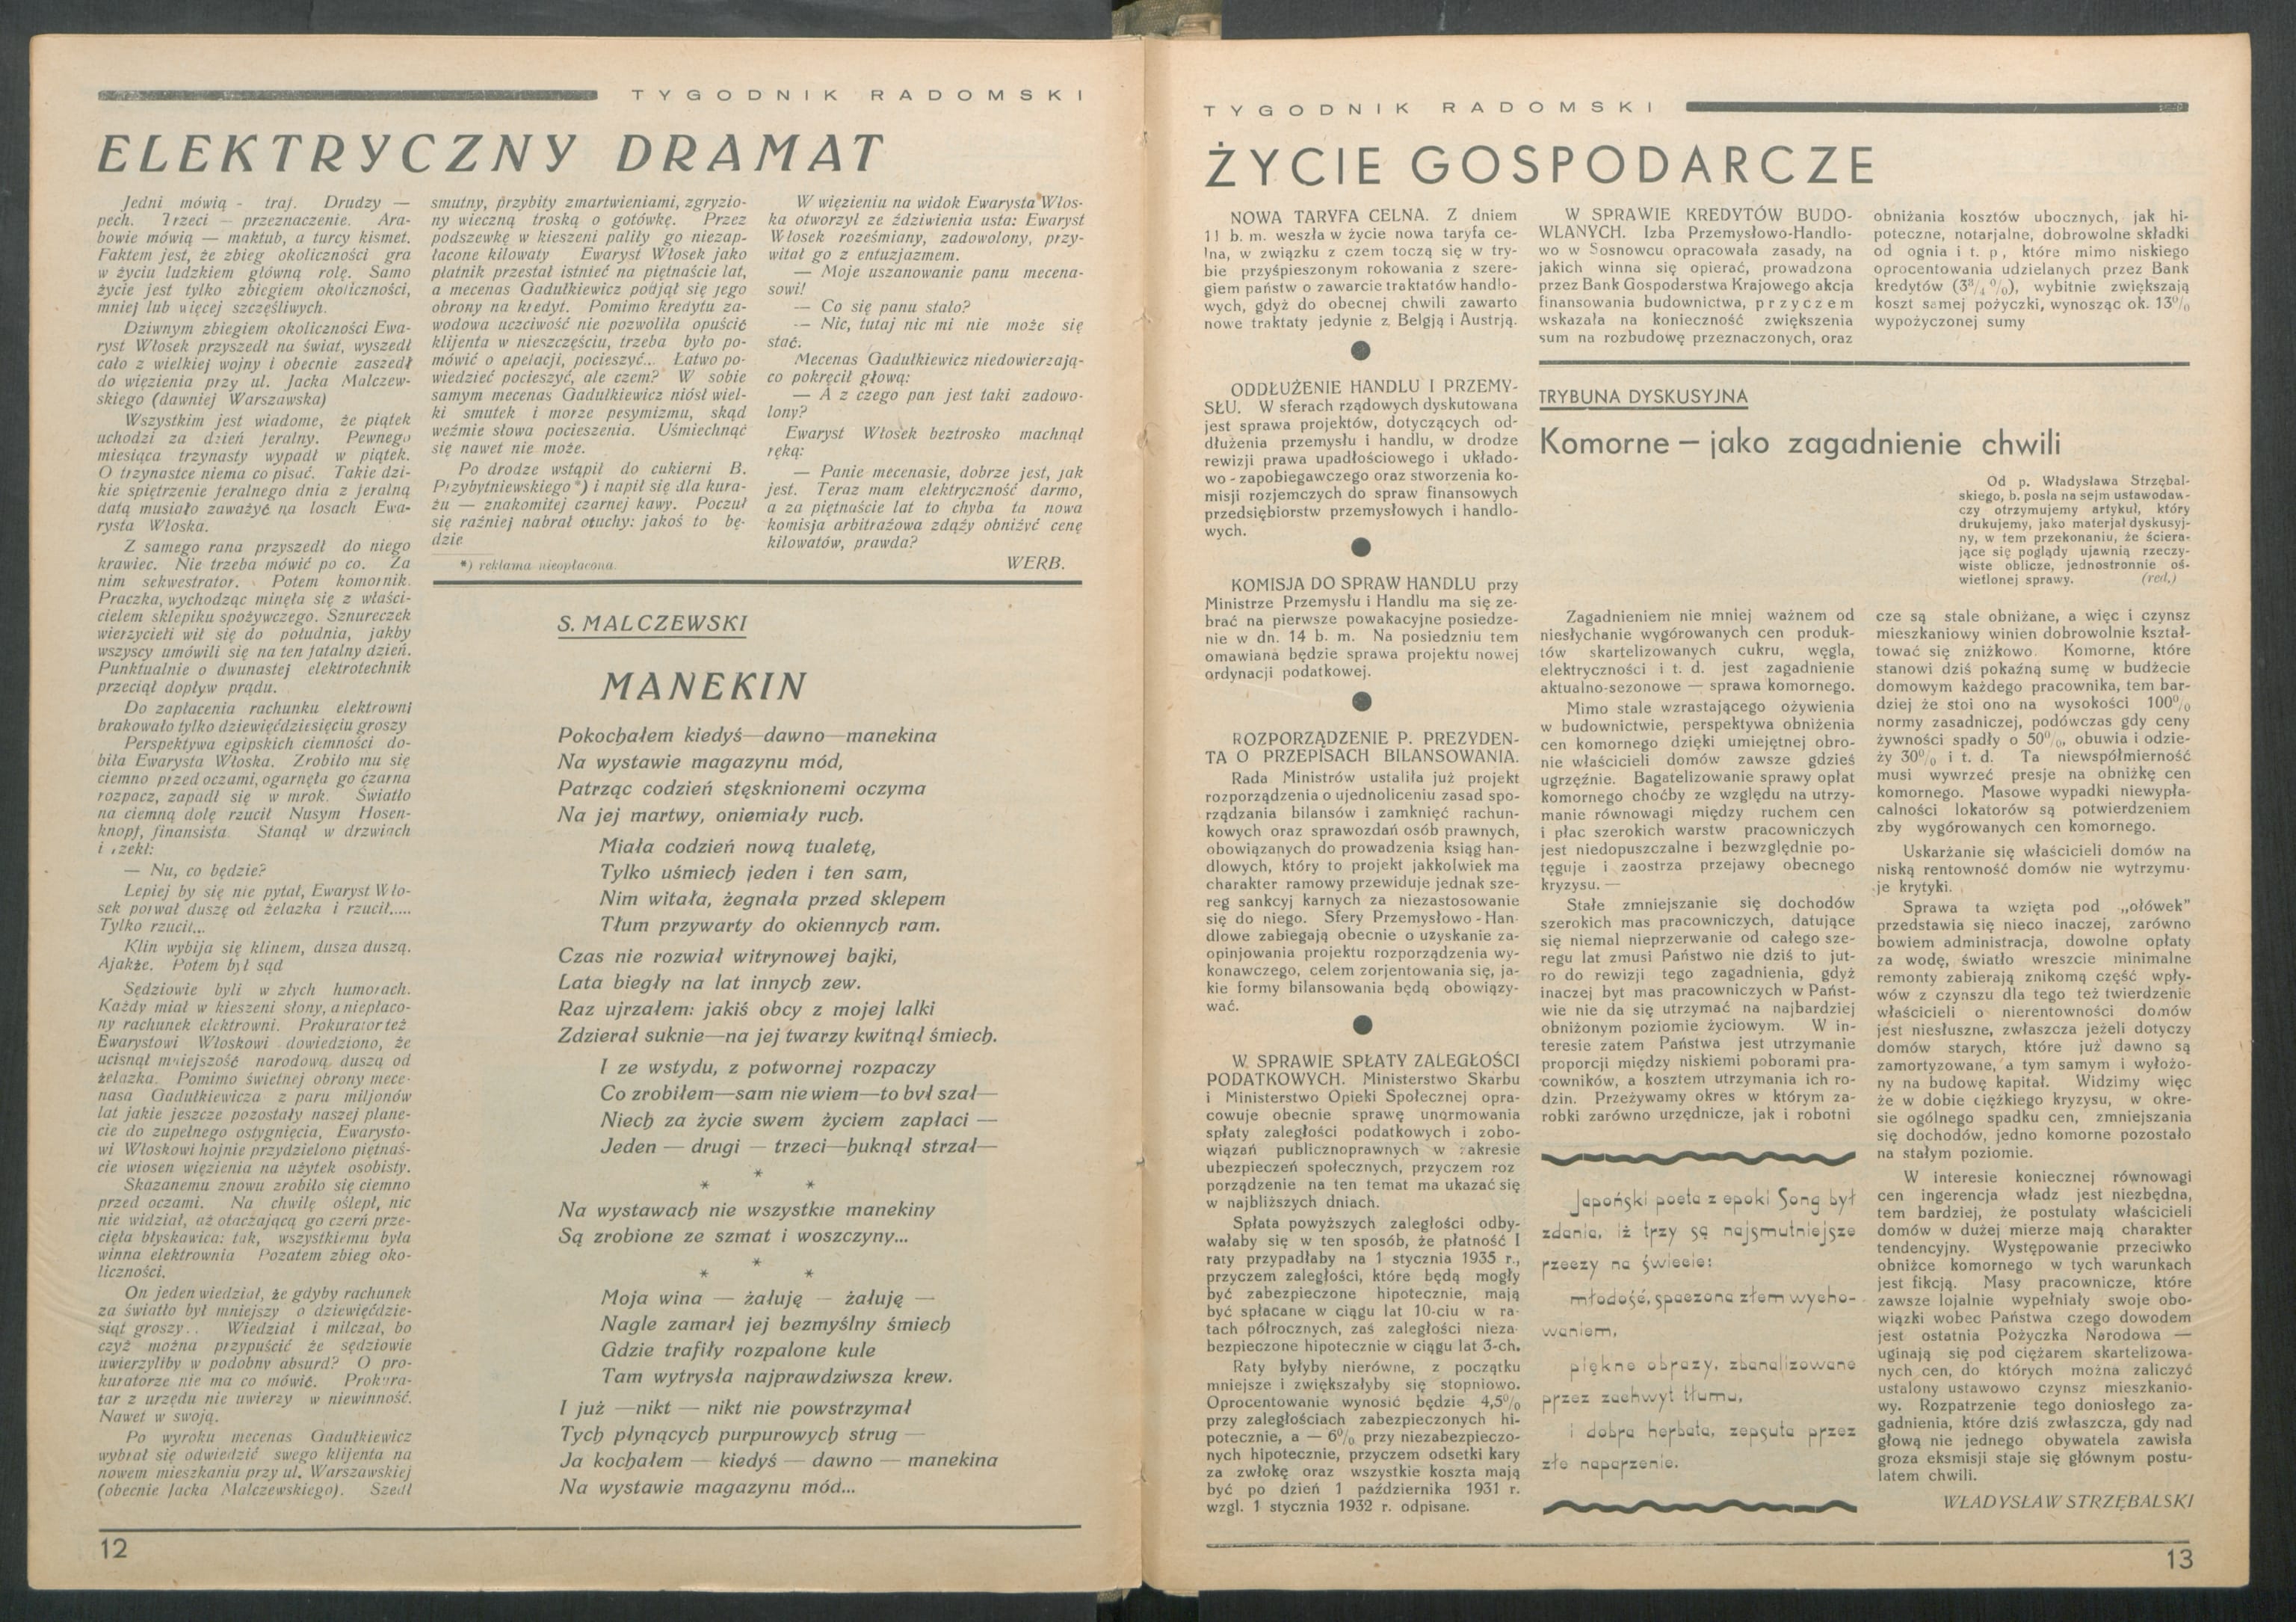 TYGODNIK RADOMSKI
ELEKTRYCZNY DRAMAT
Jedni mówią - traf. Drudzy —
pech. Trzeci — przeznaczenie. Ara-
bowie mówią — maktub, a turcy kismet.
Faktem jest, że zbieg okoliczności gra
w życiu ludzkiem główną rolę. Samo
życie jest tylko zbiegiem okoliczności,
mniej lub więcej szczęśliwych.
Dziwnym zbiegiem okoliczności Ewa-
ryst Włosek przyszedł na świat, wyszedł
cało z wielkiej wojny i obecnie zaszedł
do więzienia przy ul. Jacka Malczew-
skiego (dawniej Warszawska)
Wszystkim jest wiadome, że piątek
uchodzi za dzień feralny. Pewnego
miesiąca trzynasty wypadł w piątek.
O trzynastce niema co pisać. Takie dzi-
kie spiętrzenie feralnego dnia z feralną
datą musiało zaważyć na losach Ewa-
rysta Włoska.
Z samego rana przyszedł do niego
krawiec. Nie trzeba mówić po co. Za
nim sekwestrator. Potem komornik.
Praczka, wychodząc minęła się z właści-
cielem sklepiku spożywczego. Sznureczek
wierzycieli wił się do południa, jakby
wszyscy umówili się na ten fatalny dzień.
Punktualnie o dwunastej elektrotechnik
przeciął dopływ prądu.
Do zapłacenia rachunku elektrowni
brakowało tylko dziewięćdziesięciu groszy
Perspektywa egipskich ciemności do-
biła Ewarysta Włoska. Zrobiło mu się
ciemno przed oczami, ogarnęła go czarna
rozpacz, zapadł się w mrok. Światło
na ciemną dolę rzucił Nusym Hosen-
knopf, finansista. Stanął w drzwiach
i rzekł:
— Nu, co będzie?
Lepiej by się nie pytał, Ewaryst Wło-
sek porwał duszę od żelazka i rzucił.....
Tylko rzucił...
Klin wybija się klinem, dusza duszą.
Ajakże. Potem był sąd
Sędziowie byli w złych humorach.
Każdy miał w kieszeni słony, a niepłaco-
ny rachunek elektrowni. Prokurator też
Ewarystowi Włoskowi dowiedziono, że
ucisnął mniejszość narodową duszą od
żelazka. Pomimo świetnej obrony mece-
nasa Gadułkiewicza z paru miljonów
lat jakie jeszcze pozostały naszej plane-
cie do zupełnego ostygnięcia, Ewarysto-
wi Włoskowi hojnie przydzielono piętnaś-
cie wiosen więzienia na użytek osobisty.
Skazanemu znowu zrobiło się ciemno
przed oczami. Na chwilę oślepł, nic
nie widział, aż otaczającą go czerń prze-
cięła błyskawica: tak, wszystkiemu była
winna elektrownia Pozatem zbieg oko-
liczności.
On jeden wiedział, że gdyby rachunek
za światło był mniejszy o dziewięćdzie-
siąt groszy.. Wiedział i milczał, bo
czyż można przypuścić że sędziowie
uwierzyliby w podobny absurd? O pro-
kuratorze nie ma co mówić. Prokura-
tar z urzędu nie uwierzy w niewinność.
Nawet w swoją.
Po wyroku mecenas Gadułkiewicz
wybrał się odwiedzić swego klijenta na
nowem mieszkaniu przy ul. Warszawskiej
(obecnie Jacka Malczewskiego). Szedł
smutny, przybity zmartwieniami, zgryzio-
ny wieczną troską o gotówkę. Przez
podszewkę w kieszeni paliły go niezap-
łacone kilowaty Ewaryst Włosek jako
płatnik przestał istnieć na piętnaście lat,
a mecenas Gadułkiewicz podjął się jego
obrony na kredyt. Pomimo kredytu za-
wodowa uczciwość nie pozwoliła opuścić
klijenta w nieszczęściu, trzeba było po-
mówić o apelacji, pocieszyć... Łatwo po-
wiedzieć pocieszyć, ale czem? W sobie
samym mecenas Gadułkiewicz niósł wiel-
ki smutek i morze pesymizmu, skąd
weźmie słowa pocieszenia. Uśmiechnąć
się nawet nie może.
Po drodze wstąpił do cukierni B.
Przybytniewskiego*) i napił się dla kura-
żu — znakomitej czarnej kawy. Poczuł
się raźniej nabrał otuchy: jakoś to bę-
dzie
*) reklama nieopłacona.
W więzieniu na widok Ewarysta Włos-
ka otworzył ze ździwienia usta: Ewaryst
Włosek roześmiany, zadowolony, przy-
witał go z entuzjazmem.
— Moje uszanowanie panu mecena-
sowi!
— Co się panu stało?
— Nic, tutaj nic mi nie może się
stać.
Mecenas Gadułkiewicz niedowierzają-
co pokręcił głową:
— A z czego pan jest taki zadowo-
lony?
Ewaryst Włosek beztrosko machnął
ręką:
— Panie mecenasie, dobrze jest, jak
jest. Teraz mam elektryczność darmo,
a za piętnaście lat to chyba ta nowa
komisja arbitrażowa zdąży obniżyć cenę
kilowatów, prawda?
WERB.
S. MALCZEWSKI
MANEKIN
Pokochałem kiedyś—dawno—manekina
Na wystawie magazynu mód,
Patrząc codzień stęsknionemi oczyma
Na jej martwy, oniemiały ruch.
Miała codzień nową tualetę,
Tylko uśmiech jeden i ten sam,
Nim witała, żegnała przed sklepem
Tłum przywarty do okiennych ram.
Czas nie rozwiał witrynowej bajki,
Lata biegły na lat innych zew.
Raz ujrzałem: jakiś obcy z mojej lalki
Zdzierał suknie—na jej twarzy kwitnął śmiech.
I ze wstydu, z potwornej rozpaczy
Co zrobiłem—sam nie wiem—to był szał—
Niech za życie swem życiem zapłaci —
Jeden — drugi — trzeci—huknął strzał—
*
* *
Na wystawach nie wszystkie manekiny
Są zrobione ze szmat i woszczyny...
*
* *
Moja wina — żałuję — żałuję —
Nagle zamarł jej bezmyślny śmiech
Gdzie trafiły rozpalone kule
Tam wytrysła najprawdziwsza krew.
I już —nikt — nikt nie powstrzymał
Tych płynących purpurowych strug —
Ja kochałem — kiedyś — dawno — manekina
Na wystawie magazynu mód...
12
TYGODNIK RADOMSKI
ŻYCIE GOSPODARCZE
NOWA TARYFA CELNA. Z dniem
11 b. m. weszła w życie nowa taryfa ce-
lna, w związku z czem toczą się w try-
bie przyśpieszonym rokowania z szere-
giem państw o zawarcie traktatów handlo-
wych, gdyż do obecnej chwili zawarto
nowe traktaty jedynie z Belgją i Austrją.
ODDŁUŻENIE HANDLU I PRZEMY-
SŁU. W sferach rządowych dyskutowana
jest sprawa projektów, dotyczących od-
dłużenia przemysłu i handlu, w drodze
rewizji prawa upadłościowego i układo-
wo - zapobiegawczego oraz stworzenia ko-
misji rozjemczych do spraw finansowych
przedsiębiorstw przemysłowych i handlo-
wych.
KOMISJA DO SPRAW HANDLU przy
Ministrze Przemysłu i Handlu ma się ze-
brać na pierwsze powakacyjne posiedze-
nie w dn. 14 b. m. Na posiedzniu tem
omawiana będzie sprawa projektu nowej
ordynacji podatkowej.
ROZPORZĄDZENIE P. PREZYDEN-
TA O PRZEPISACH BILANSOWANIA.
Rada Ministrów ustaliła już projekt
rozporządzenia o ujednoliceniu zasad spo-
rządzania bilansów i zamknięć rachun-
kowych oraz sprawozdań osób prawnych,
obowiązanych do prowadzenia ksiąg han-
dlowych, który to projekt jakkolwiek ma
charakter ramowy przewiduje jednak sze-
reg sankcyj karnych za niezastosowanie
się do niego. Sfery Przemysłowo - Han-
dlowe zabiegają obecnie o uzyskanie za-
opinjowania projektu rozporządzenia wy-
konawczego, celem zorjentowania się, ja-
kie formy bilansowania będą obowiązy-
wać.
W. SPRAWIE SPŁATY ZALEGŁOŚCI
PODATKOWYCH. Ministerstwo Skarbu
i Ministerstwo Opieki Społecznej opra-
cowuje obecnie sprawę unormowania
spłaty zaległości podatkowych i zobo-
wiązań publicznoprawnych w zakresie
ubezpieczeń społecznych, przyczem roz
porządzenie na ten temat ma ukazać się
w najbliższych dniach.
Spłata powyższych zaległości odby-
wałaby się w ten sposób, że płatność I
raty przypadłaby na 1 stycznia 1935 r.,
przyczem zaległości, które będą mogły
być zabezpieczone hipotecznie, mają
być spłacane w ciągu lat 10-ciu w ra-
tach półrocznych, zaś zaległości nieza-
bezpieczone hipotecznie w ciągu lat 3-ch.
Raty byłyby nierówne, z początku
mniejsze i zwiększałyby się stopniowo.
Oprocentowanie wynosić będzie 4,5%
przy zaległościach zabezpieczonych hi-
potecznie, a — 6% przy niezabezpieczo-
nych hipotecznie, przyczem odsetki kary
za zwłokę oraz wszystkie koszta mają
być po dzień 1 października 1931 r.
wzgl. 1 stycznia 1932 r. odpisane.
W SPRAWIE KREDYTÓW BUDO-
WLANYCH. Izba Przemysłowo-Handlo-
wo w Sosnowcu opracowała zasady, na
jakich winna się opierać, prowadzona
przez Bank Gospodarstwa Krajowego akcja
finansowania budownictwa, przyczem
wskazała na konieczność zwiększenia
sum na rozbudowę przeznaczonych, oraz
obniżania kosztów ubocznych, jak hi-
poteczne, notarjalne, dobrowolne składki
od ognia i t. p, które mimo niskiego
oprocentowania udzielanych przez Bank
kredytów (3³/₄ %), wybitnie zwiększają
koszt samej pożyczki, wynosząc ok. 13%
wypożyczonej sumy
TRYBUNA DYSKUSYJNA
Komorne — jako zagadnienie chwili
Od p. Władysława Strzębal-
skiego, b. posła na sejm ustawodaw-
czy otrzymujemy artykuł, który
drukujemy, jako materjał dyskusyj-
ny, w tem przekonaniu, że ściera-
jące się poglądy ujawnią rzeczy-
wiste oblicze, jednostronnie oś-
wietlonej sprawy. (red.)
Zagadnieniem nie mniej ważnem od
niesłychanie wygórowanych cen produk-
tów skartelizowanych cukru, węgla,
elektryczności i t. d. jest zagadnienie
aktualno-sezonowe — sprawa komornego.
Mimo stale wzrastającego ożywienia
w budownictwie, perspektywa obniżenia
cen komornego dzięki umiejętnej obro-
nie właścicieli domów zawsze gdzieś
ugrzęźnie. Bagatelizowanie sprawy opłat
komornego choćby ze względu na utrzy-
manie równowagi między ruchem cen
i płac szerokich warstw pracowniczych
jest niedopuszczalne i bezwzględnie po-
tęguje i zaostrza przejawy obecnego
kryzysu. —
Stałe zmniejszanie się dochodów
szerokich mas pracowniczych, datujące
się niemal nieprzerwanie od całego sze-
regu lat zmusi Państwo nie dziś to jut-
ro do rewizji tego zagadnienia, gdyż
inaczej byt mas pracowniczych w Państ-
wie nie da się utrzymać na najbardziej
obniżonym poziomie życiowym. W in-
teresie zatem Państwa jest utrzymanie
proporcji między niskiemi poborami pra-
cowników, a kosztem utrzymania ich ro-
dzin. Przeżywamy okres w którym za-
robki zarówno urzędnicze, jak i robotni
Japoński poeta z epoki Song był
zdania, iż trzy są najsmutniejsze
rzeczy na świecie:
młodość, spaczona złem wycho-
waniem,
piękne obrazy, zbanalizowane
przez zachwyt tłumu,
i dobra herbata, zepsuta przez
złe naparzenie.
cze są stale obniżane, a więc i czynsz
mieszkaniowy winien dobrowolnie kształ-
tować się zniżkowo. Komorne, które
stanowi dziś pokaźną sumę w budżecie
domowym każdego pracownika, tem bar-
dziej że stoi ono na wysokości 100%
normy zasadniczej, podówczas gdy ceny
żywności spadły o 50%, obuwia i odzie-
ży 30% i t. d. Ta niewspółmierność
musi wywrzeć presje na obniżkę cen
komornego. Masowe wypadki niewypła-
calności lokatorów są potwierdzeniem
zby wygórowanych cen komornego.
Uskarżanie się właścicieli domów na
niską rentowność domów nie wytrzymu-
je krytyki.
Sprawa ta wzięta pod „ołówek"
przedstawia się nieco inaczej, zarówno
bowiem administracja, dowolne opłaty
za wodę, światło wreszcie minimalne
remonty zabierają znikomą część wpły-
wów z czynszu dla tego też twierdzenie
właścicieli o nierentowności domów
jest niesłuszne, zwłaszcza jeżeli dotyczy
domów starych, które już dawno są
zamortyzowane, a tym samym i wyłożo-
ny na budowę kapitał. Widzimy więc
że w dobie ciężkiego kryzysu, w okre-
sie ogólnego spadku cen, zmniejszania
się dochodów, jedno komorne pozostało
na stałym poziomie.
W interesie koniecznej równowagi
cen ingerencja władz jest niezbędna,
tem bardziej, że postulaty właścicieli
domów w dużej mierze mają charakter
tendencyjny. Występowanie przeciwko
obniżce komornego w tych warunkach
jest fikcją. Masy pracownicze, które
zawsze lojalnie wypełniały swoje obo-
wiązki wobec Państwa czego dowodem
jest ostatnia Pożyczka Narodowa —
uginają się pod ciężarem skartelizowa-
nych cen, do których można zaliczyć
ustalony ustawowo czynsz mieszkanio-
wy. Rozpatrzenie tego doniosłego za-
gadnienia, które dziś zwłaszcza, gdy nad
głową nie jednego obywatela zawisła
groza eksmisji staje się głównym postu-
latem chwili.
WŁADYSŁAW STRZĘBALSKI
13